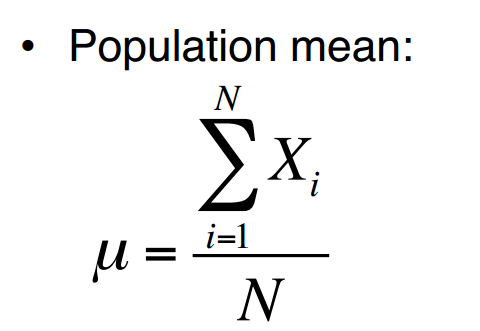 • Population mean:
N
∑ Xᵢ
i=1
μ = ―
N